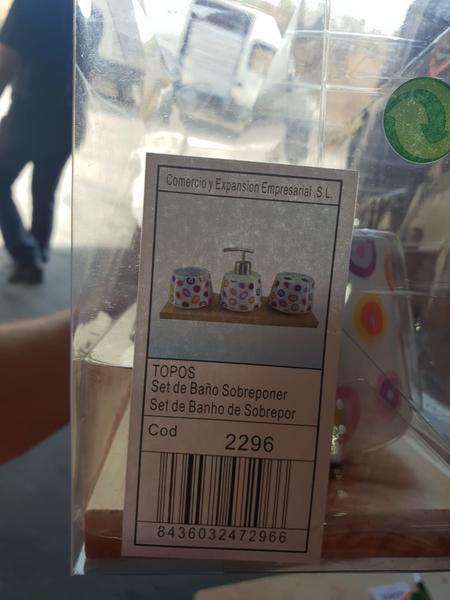 Comercio y Expansion Empresarial .S.L.
TOPOS
Set de Baño Sobreponer
Set de Banho de Sobrepor
Cod 2296
8436032472966